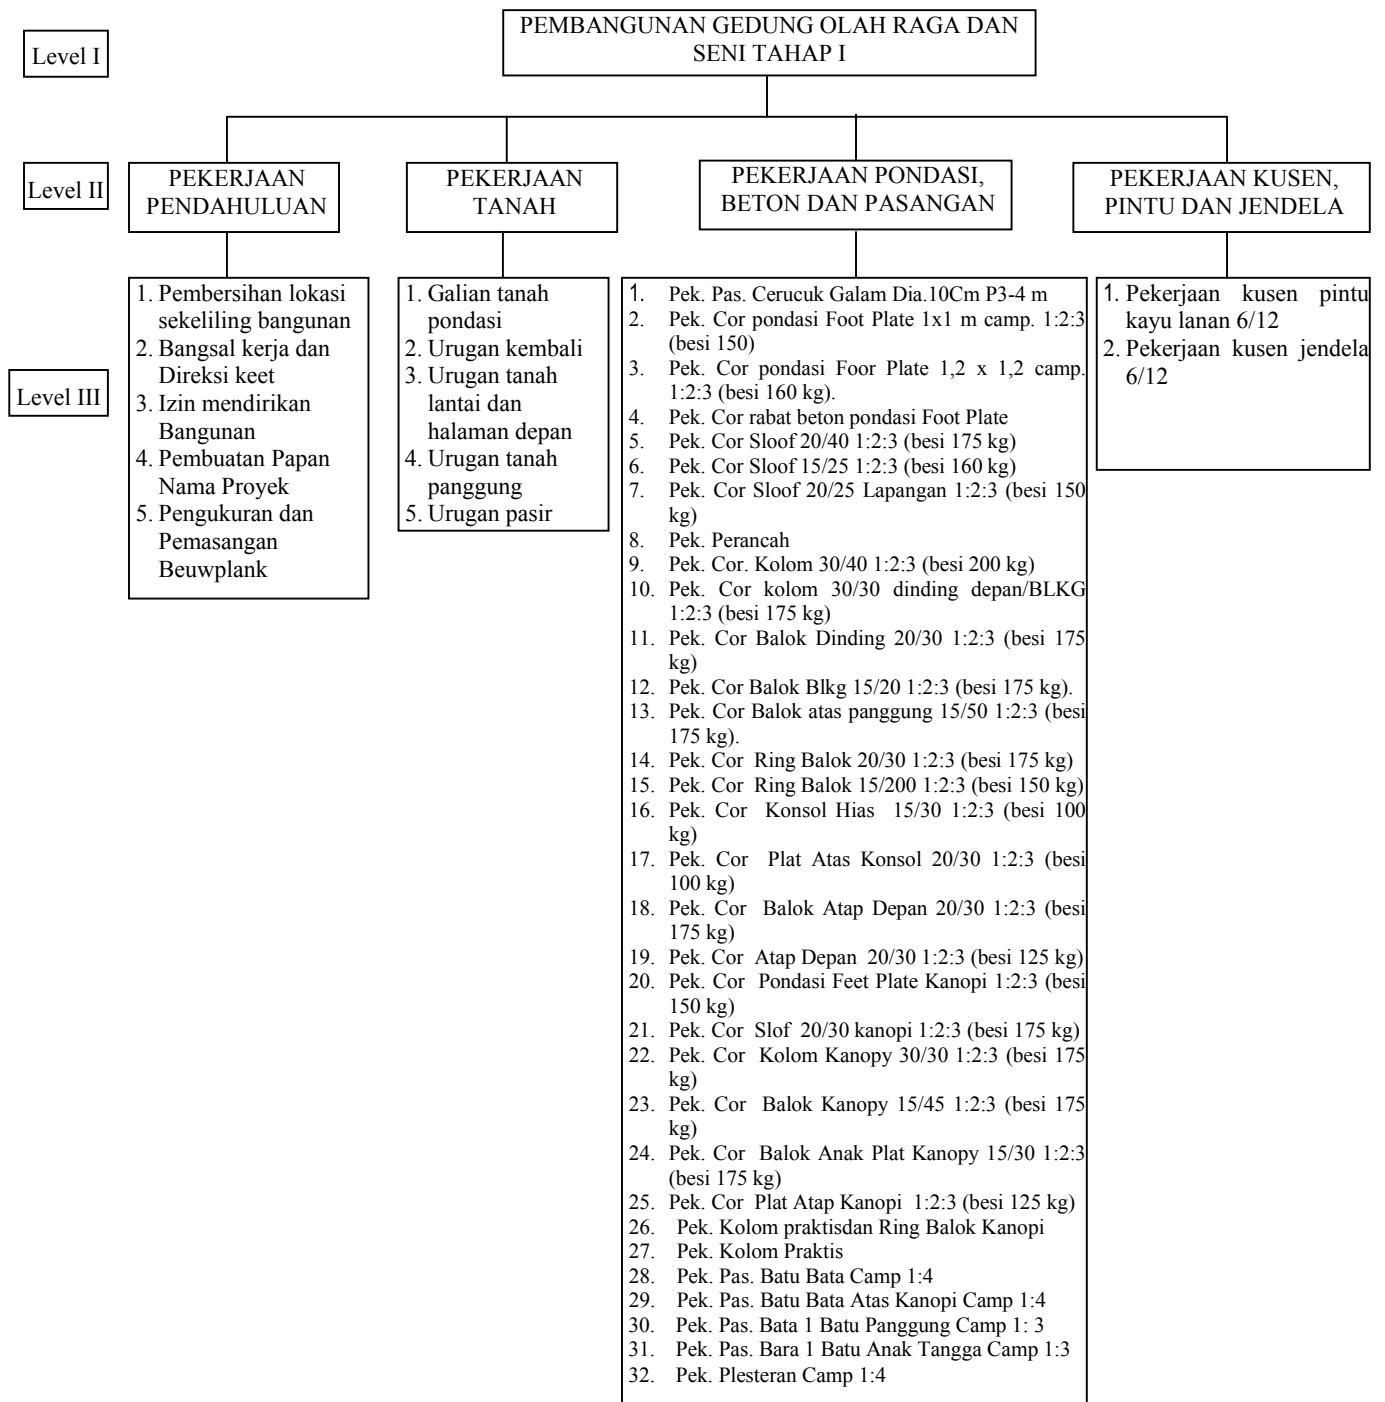 PEMBANGUNAN GEDUNG OLAH RAGA DAN
SENI TAHAP I
Level I
Level II
PEKERJAAN
PENDAHULUAN
PEKERJAAN
TANAH
PEKERJAAN PONDASI,
BETON DAN PASANGAN
PEKERJAAN KUSEN,
PINTU DAN JENDELA
Level III
1. Pembersihan lokasi
sekeliling bangunan
2. Bangsal kerja dan
Direksi keet
3. Izin mendirikan
Bangunan
4. Pembuatan Papan
Nama Proyek
5. Pengukuran dan
Pemasangan
Beuwplank
1. Galian tanah
pondasi
2. Urugan kembali
3. Urugan tanah
lantai dan
halaman depan
4. Urugan tanah
panggung
5. Urugan pasir
1. Pek. Pas. Cerucuk Galam Dia.10Cm P3-4 m
2. Pek. Cor pondasi Foot Plate 1x1 m camp. 1:2:3
(besi 150)
3. Pek. Cor pondasi Foor Plate 1,2 x 1,2 camp.
1:2:3 (besi 160 kg).
4. Pek. Cor rabat beton pondasi Foot Plate
5. Pek. Cor Sloof 20/40 1:2:3 (besi 175 kg)
6. Pek. Cor Sloof 15/25 1:2:3 (besi 160 kg)
7. Pek. Cor Sloof 20/25 Lapangan 1:2:3 (besi 150
kg)
8. Pek. Perancah
9. Pek. Cor. Kolom 30/40 1:2:3 (besi 200 kg)
10. Pek. Cor kolom 30/30 dinding depan/BLKG
1:2:3 (besi 175 kg)
11. Pek. Cor Balok Dinding 20/30 1:2:3 (besi 175
kg)
12. Pek. Cor Balok Blkg 15/20 1:2:3 (besi 175 kg).
13. Pek. Cor Balok atas panggung 15/50 1:2:3 (besi
175 kg).
14. Pek. Cor Ring Balok 20/30 1:2:3 (besi 175 kg)
15. Pek. Cor Ring Balok 15/200 1:2:3 (besi 150 kg)
16. Pek. Cor Konsol Hias 15/30 1:2:3 (besi 100
kg)
17. Pek. Cor Plat Atas Konsol 20/30 1:2:3 (besi
100 kg)
18. Pek. Cor Balok Atap Depan 20/30 1:2:3 (besi
175 kg)
19. Pek. Cor Atap Depan 20/30 1:2:3 (besi 125 kg)
20. Pek. Cor Pondasi Feet Plate Kanopi 1:2:3 (besi
150 kg)
21. Pek. Cor Slof 20/30 kanopi 1:2:3 (besi 175 kg)
22. Pek. Cor Kolom Kanopy 30/30 1:2:3 (besi 175
kg)
23. Pek. Cor Balok Kanopy 15/45 1:2:3 (besi 175
kg)
24. Pek. Cor Balok Anak Plat Kanopy 15/30 1:2:3
(besi 175 kg)
25. Pek. Cor Plat Atap Kanopi 1:2:3 (besi 125 kg)
26. Pek. Kolom praktisdan Ring Balok Kanopi
27. Pek. Kolom Praktis
28. Pek. Pas. Batu Bata Camp 1:4
29. Pek. Pas. Batu Bata Atas Kanopi Camp 1:4
30. Pek. Pas. Bata 1 Batu Panggung Camp 1: 3
31. Pek. Pas. Bara 1 Batu Anak Tangga Camp 1:3
32. Pek. Plesteran Camp 1:4
1. Pekerjaan kusen pintu
kayu lanan 6/12
2. Pekerjaan kusen jendela
6/12